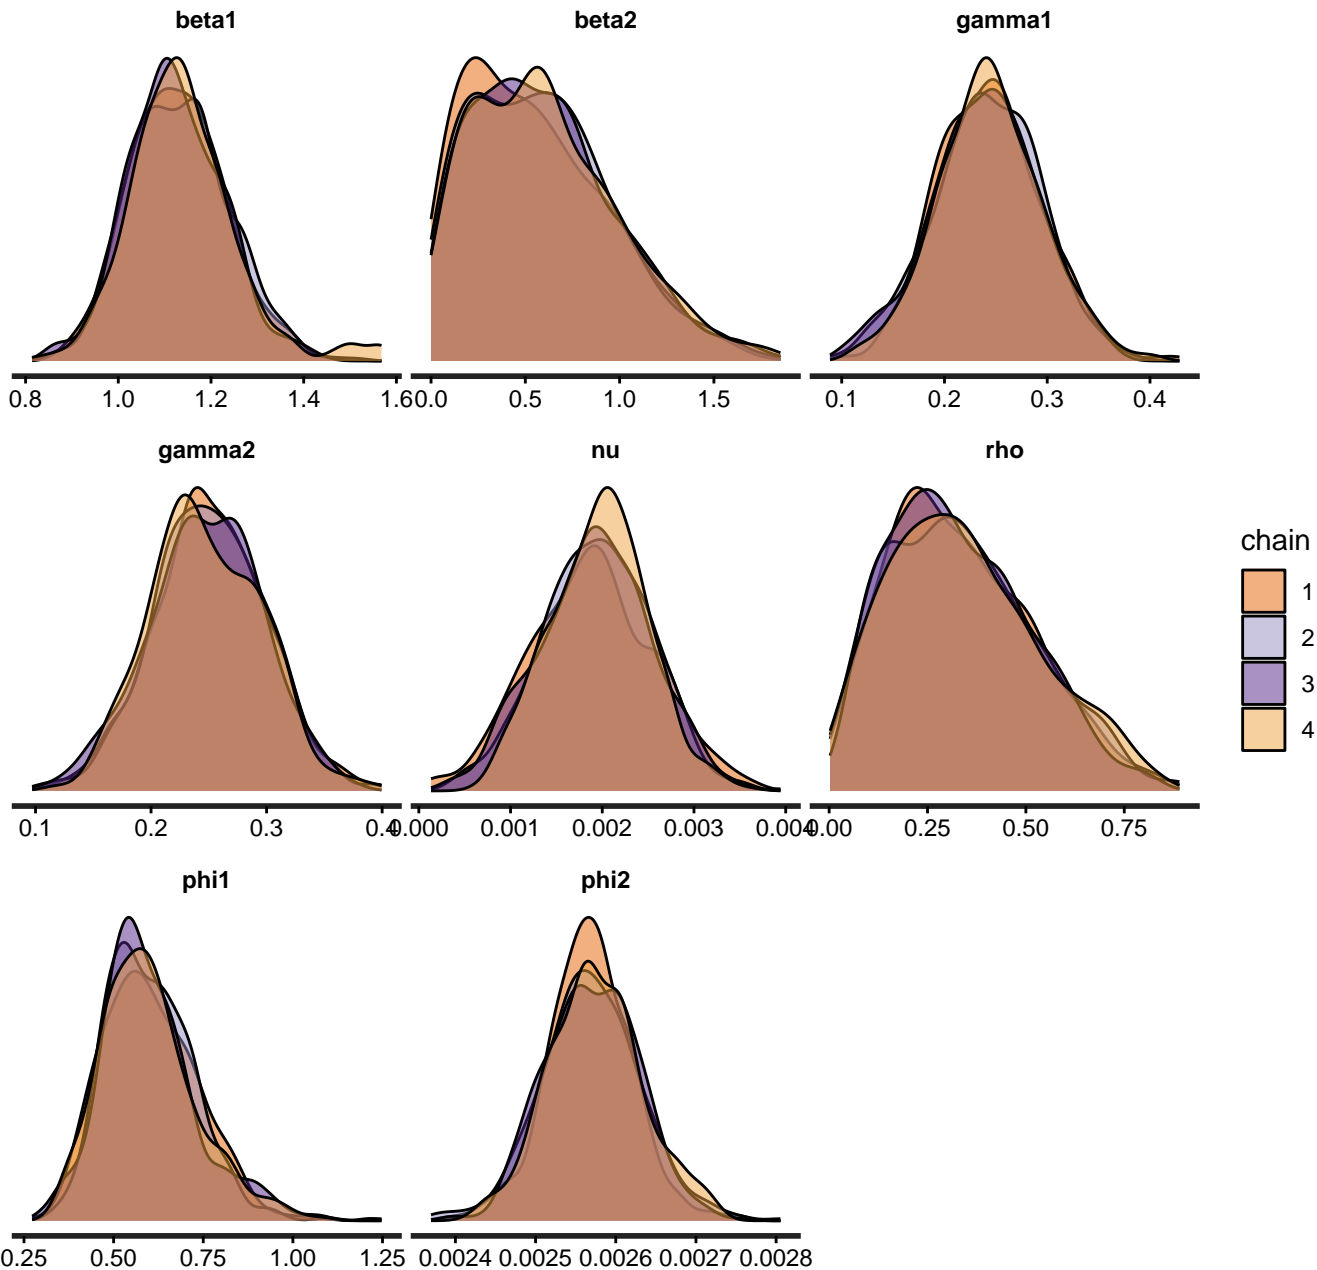 beta1 beta2 gamma1
0.8 1.0 1.2 1.4 1.6 0.0 0.5 1.0 1.5 0.1 0.2 0.3 0.4
gamma2 nu rho
0.1 0.2 0.3 0.4 0.000 0.001 0.002 0.003 0.004 0.00 0.25 0.50 0.75
chain
1
2
3
4
phi1 phi2
0.25 0.50 0.75 1.00 1.25 0.0024 0.0025 0.0026 0.0027 0.0028